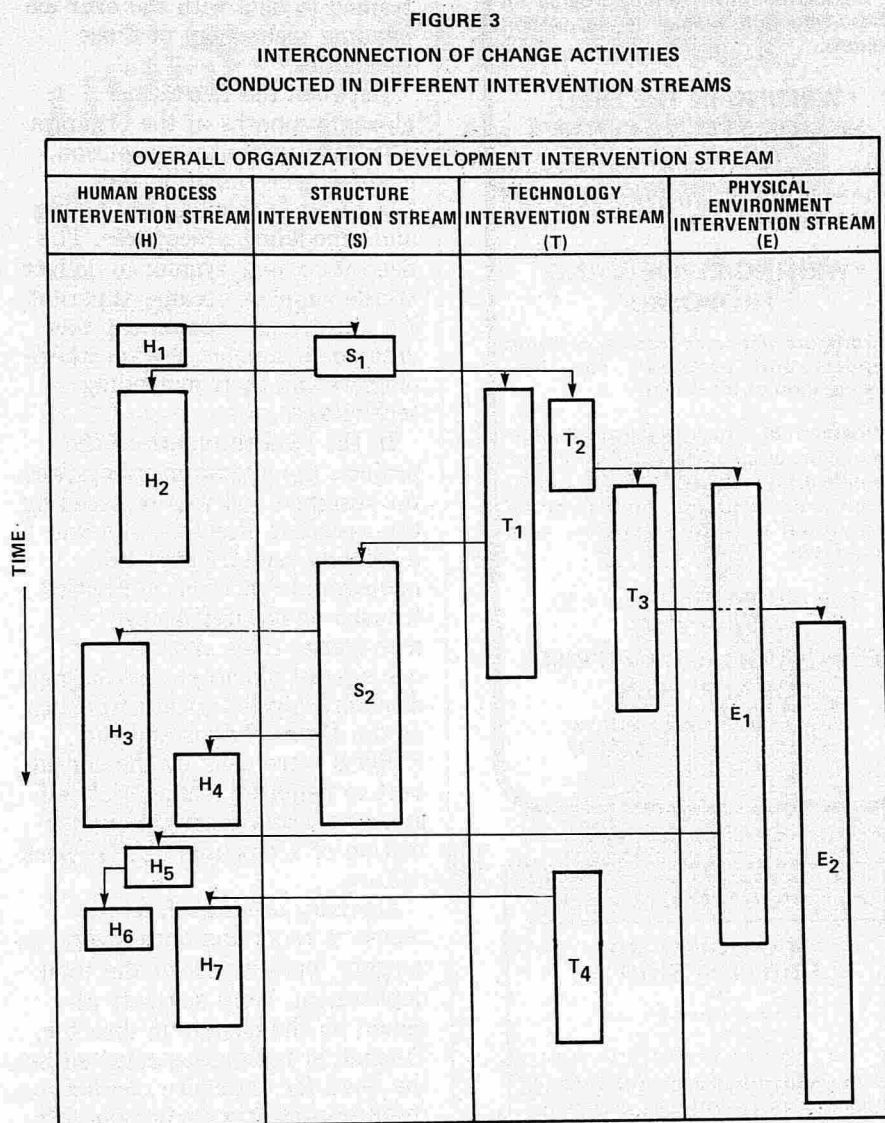 FIGURE 3
INTERCONNECTION OF CHANGE ACTIVITIES
CONDUCTED IN DIFFERENT INTERVENTION STREAMS
OVERALL ORGANIZATION DEVELOPMENT INTERVENTION STREAM
HUMAN PROCESS
INTERVENTION STREAM
(H)
STRUCTURE
INTERVENTION STREAM
(S)
TECHNOLOGY
INTERVENTION STREAM
(T)
PHYSICAL
ENVIRONMENT
INTERVENTION STREAM
(E)
TIME
H1
S1
H2
T1
T2
T3
S2
E1
H3
H4
E2
H5
H6
H7
T4